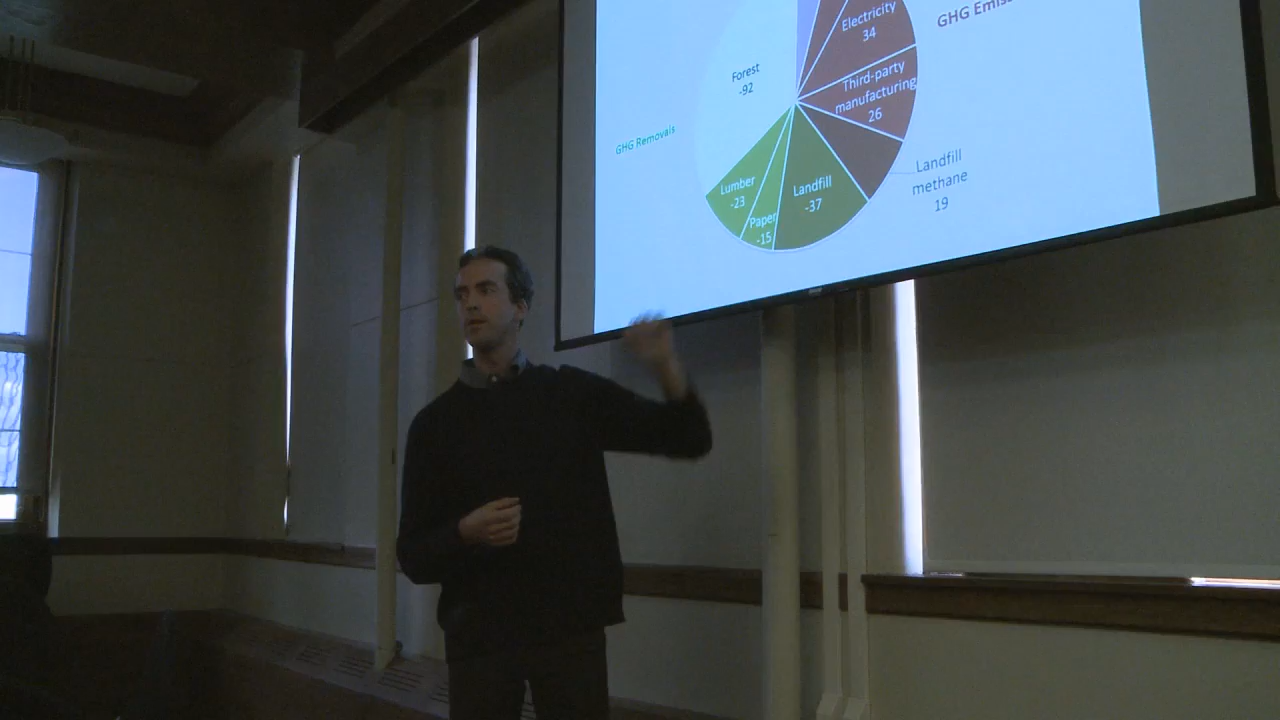 Electricity
34
GHG
Forest
-92
Third-party
manufacturing
26
GHG Removals
Landfill
methane
19
Lumber
-23
Landfill
-37
Paper
-15